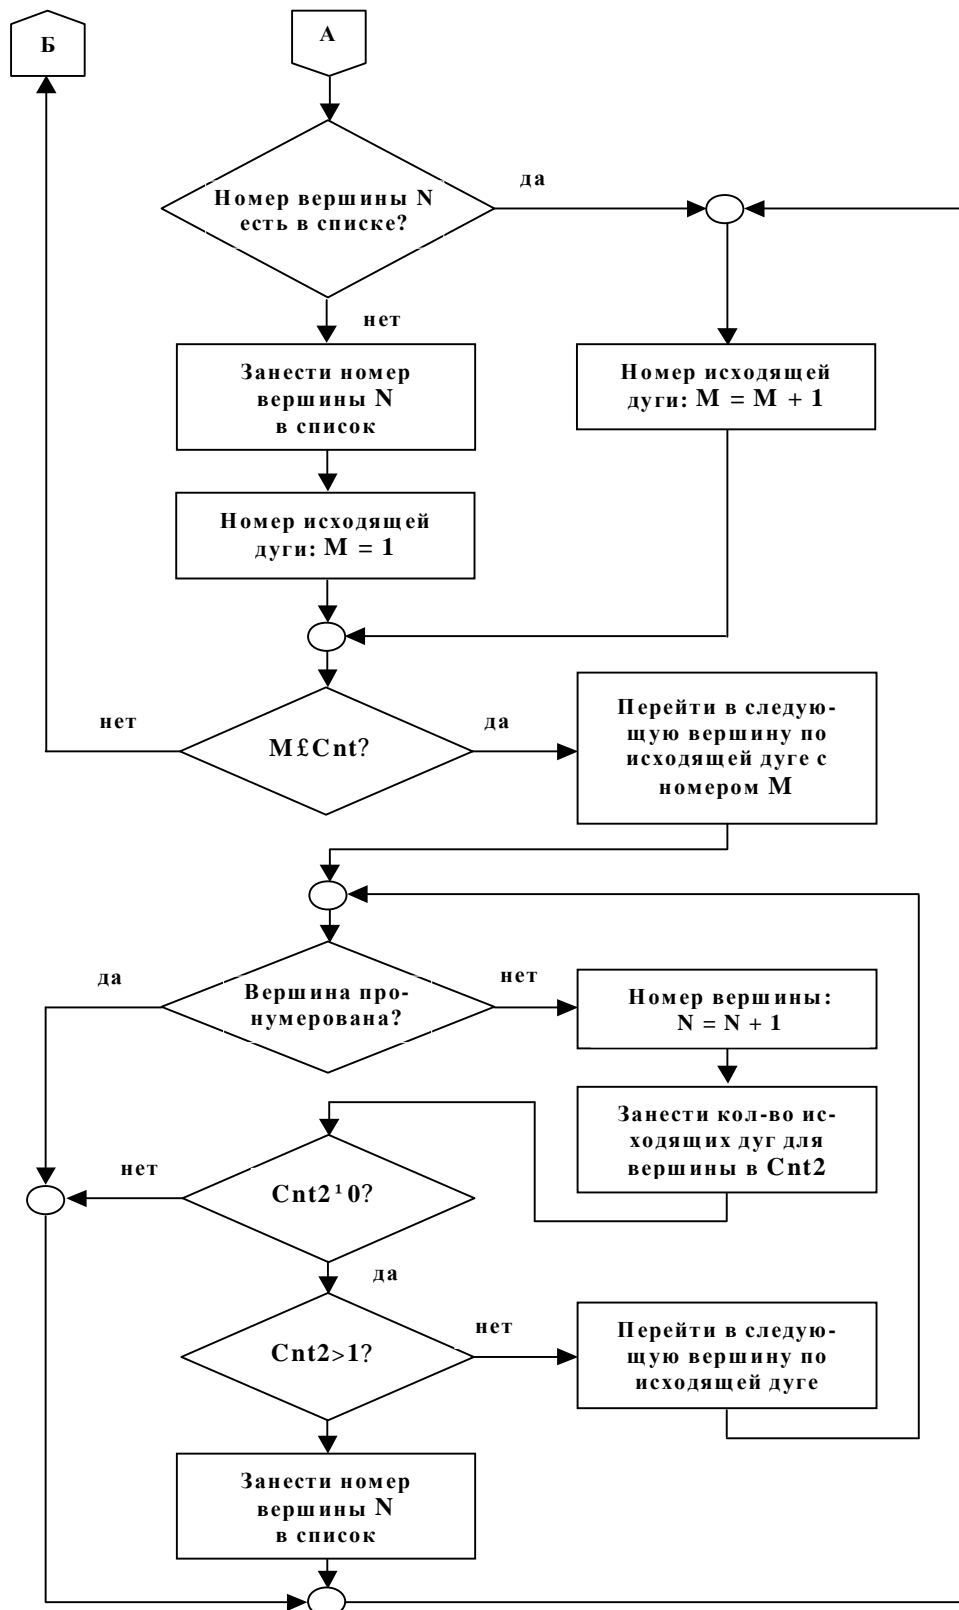 Б
А
Номер вершины N
есть в списке?
да
нет
Занести номер
вершины N
в список
Номер исходящей
дуги: M = M + 1
Номер исходящей
дуги: M = 1
нет
M£Cnt?
да
Перейти в следую-
щую вершину по
исходящей дуге с
номером M
да
Вершина про-
нумерована?
нет
Номер вершины:
N = N + 1
Занести кол-во ис-
ходящих дуг для
вершины в Cnt2
нет
Cnt2¹0?
да
Cnt2>1?
нет
Перейти в следую-
щую вершину по
исходящей дуге
Занести номер
вершины N
в список